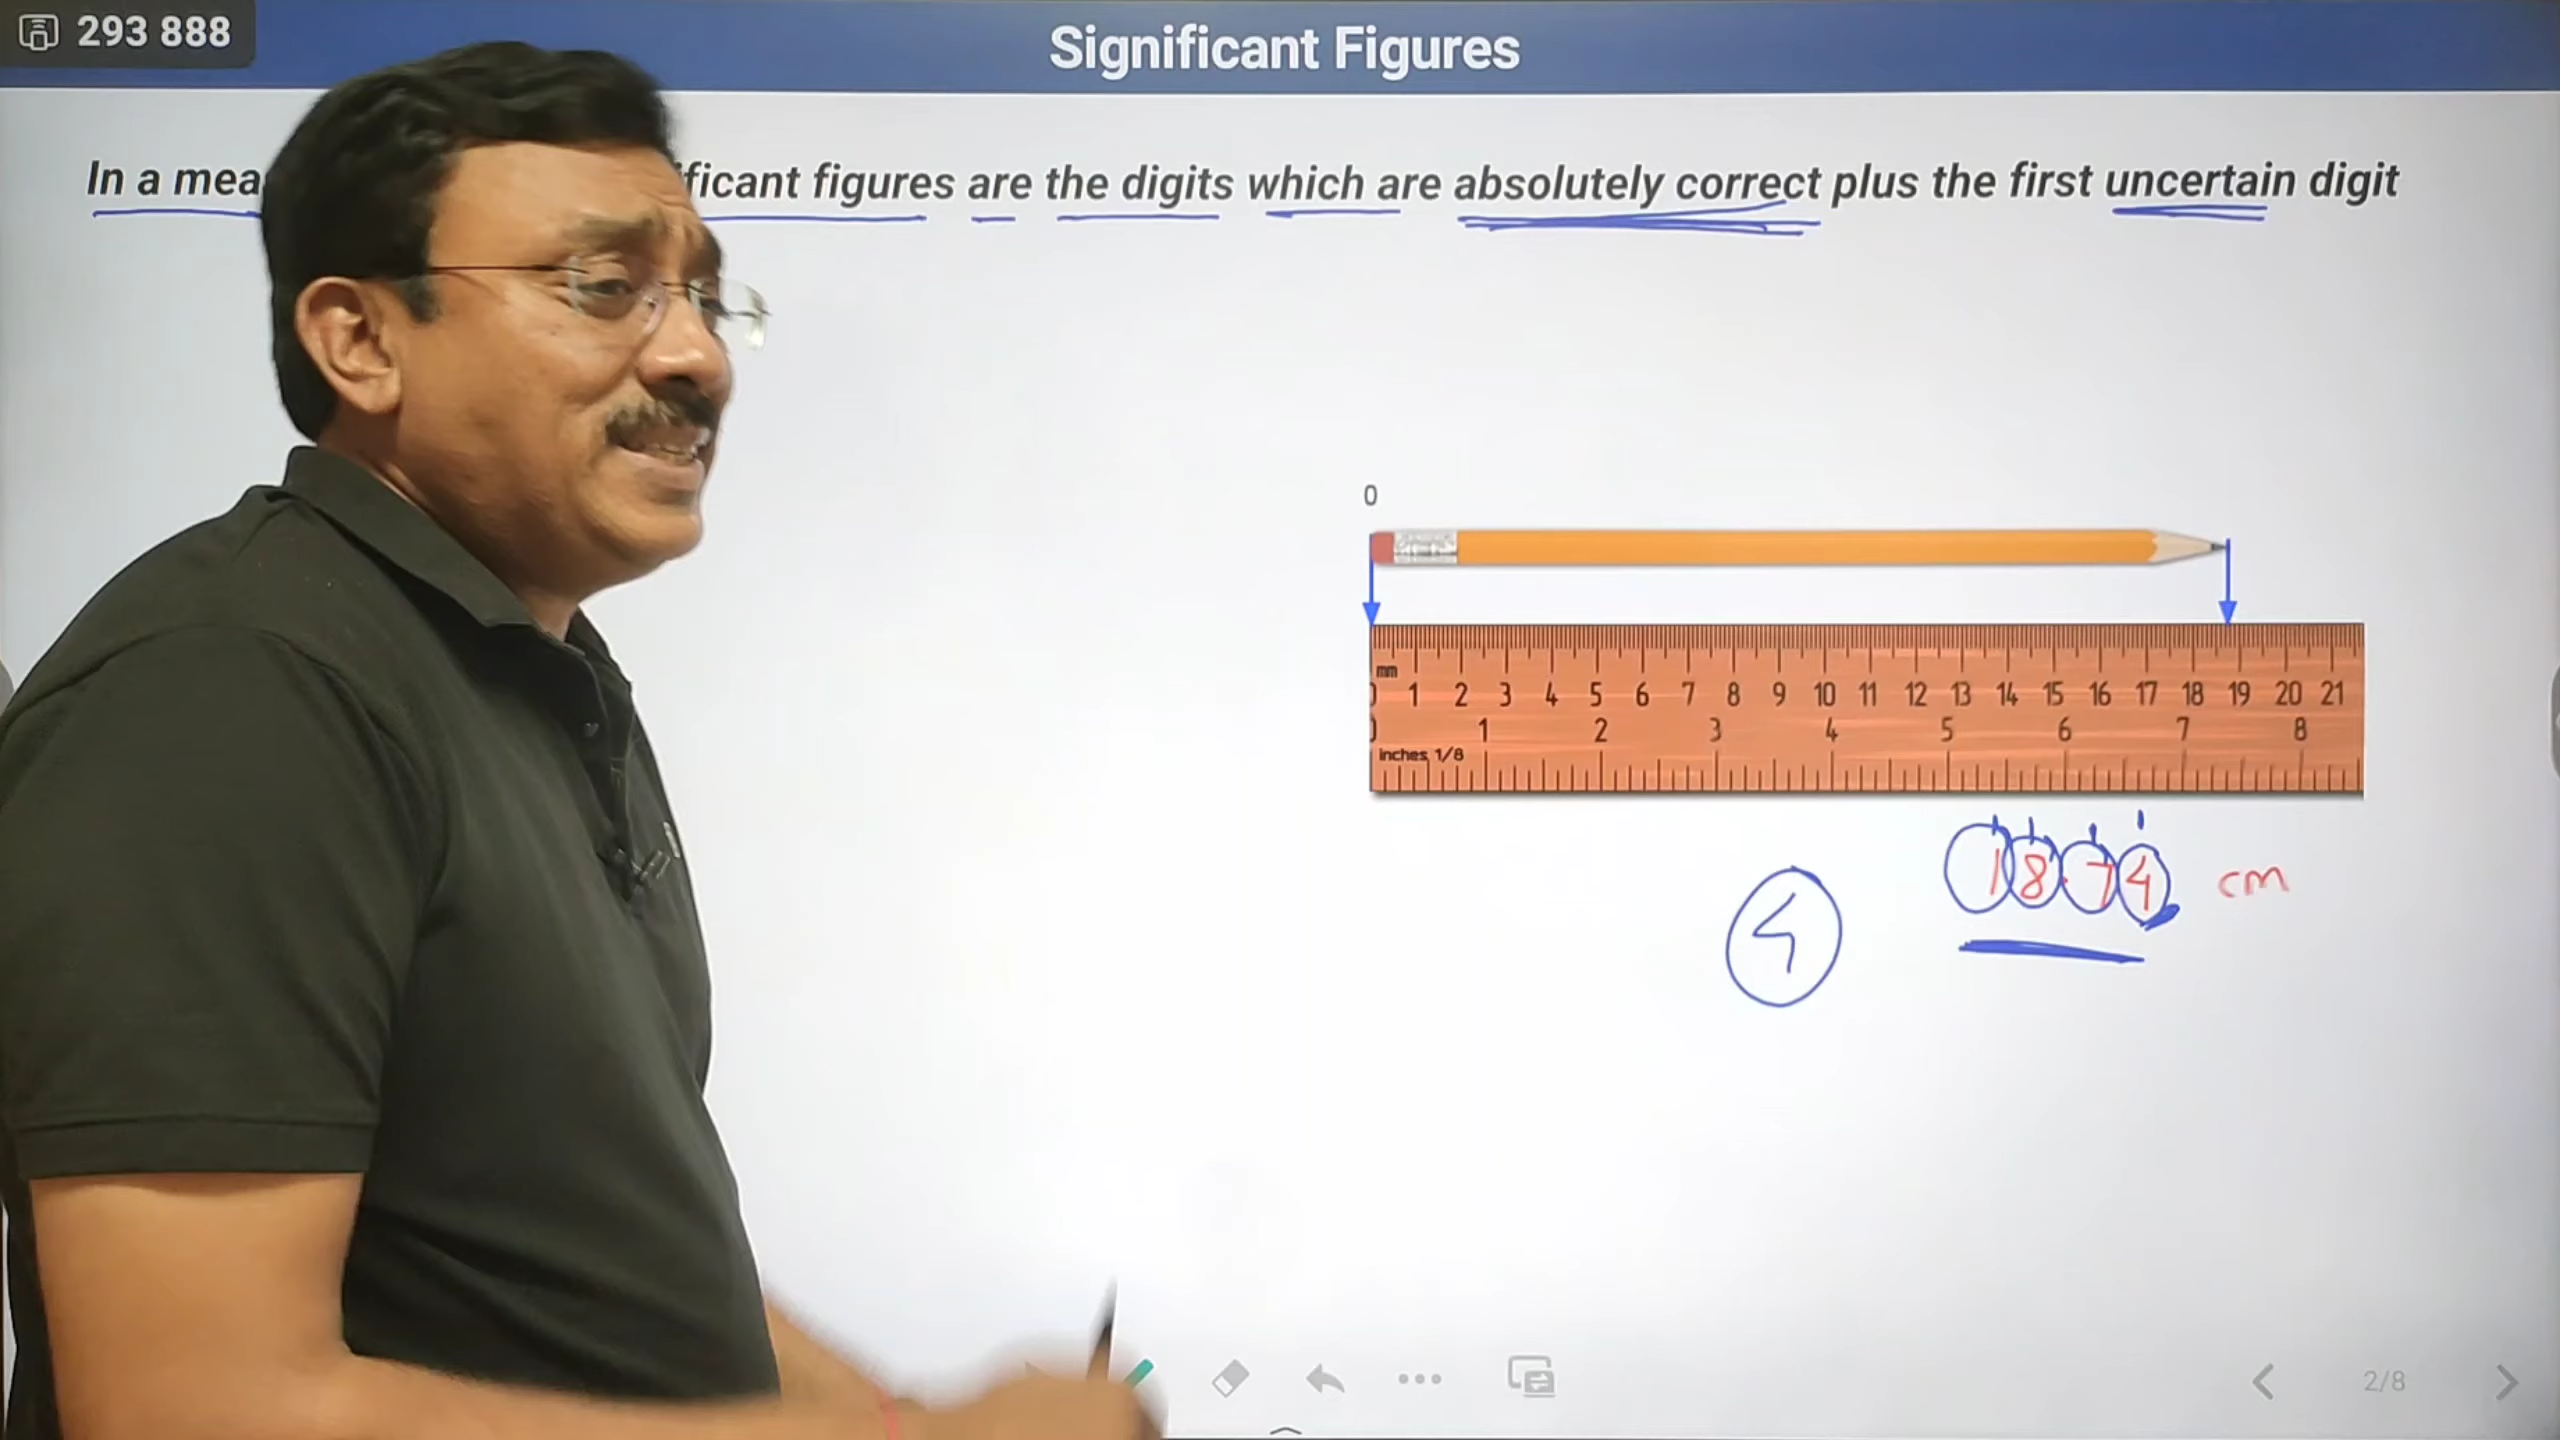 293 888
Significant Figures
In a mea ificant figures are the digits which are absolutely correct plus the first uncertain digit
0
mm
0 1 2 3 4 5 6 7 8 9 10 11 12 13 14 15 16 17 18 19 20 21
0 1 2 3 4 5 6 7 8
inches 1/8
18.74 cm
4
2/8